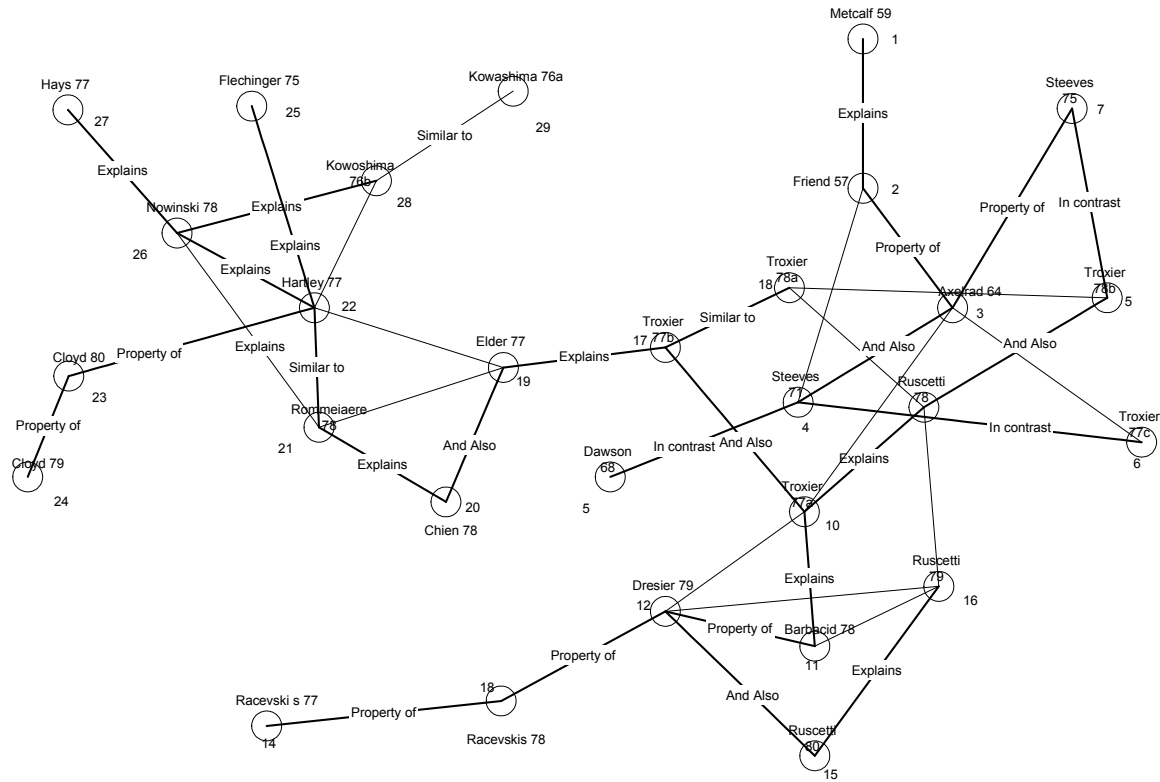 Metcalf 59
1
Hays 77
27
Flechinger 75
25
Kowashima 76a
29
Steeves
75
7
Explains
Similar to
Explains
Kowoshima
76b
28
Friend 57
2
In contrast
Property of
Nowinski 78
26
Explains
Explains
Property of
Explains
Hartley 77
22
Troxier
78a
18
Axelrad 64
3
Troxier
78b
5
Similar to
Troxier
77b
17
Explains
Property of
Similar to
Elder 77
19
Explains
And Also
And Also
Cloyd 80
23
Steeves
71
4
Ruscetti
78
Rommeiaere
78
21
Property of
Explains
And Also
In contrast
And Also
Explains
In contrast
Troxier
77c
6
Cloyd 79
24
Dawson
68
5
20
Chien 78
Troxier
77a
10
Explains
Ruscetti
79
16
Dresier 79
12
Property of
Barbacid 78
11
Property of
Explains
And Also
Racevski s 77
14
Property of
18
Racevskis 78
Ruscetti
80
15